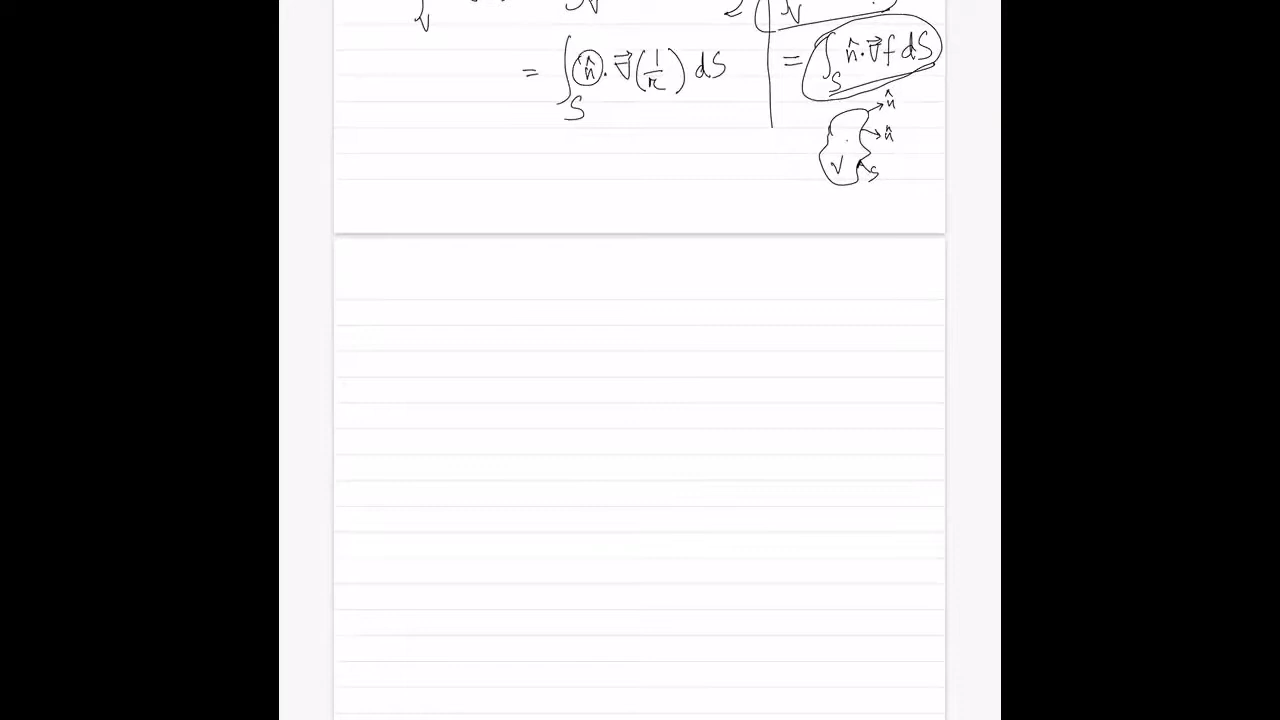 = ∫_S n̂ · ∇⃗(1/r) dS
= ∫_S n̂·∇⃗f dS
n̂
n̂
V
S